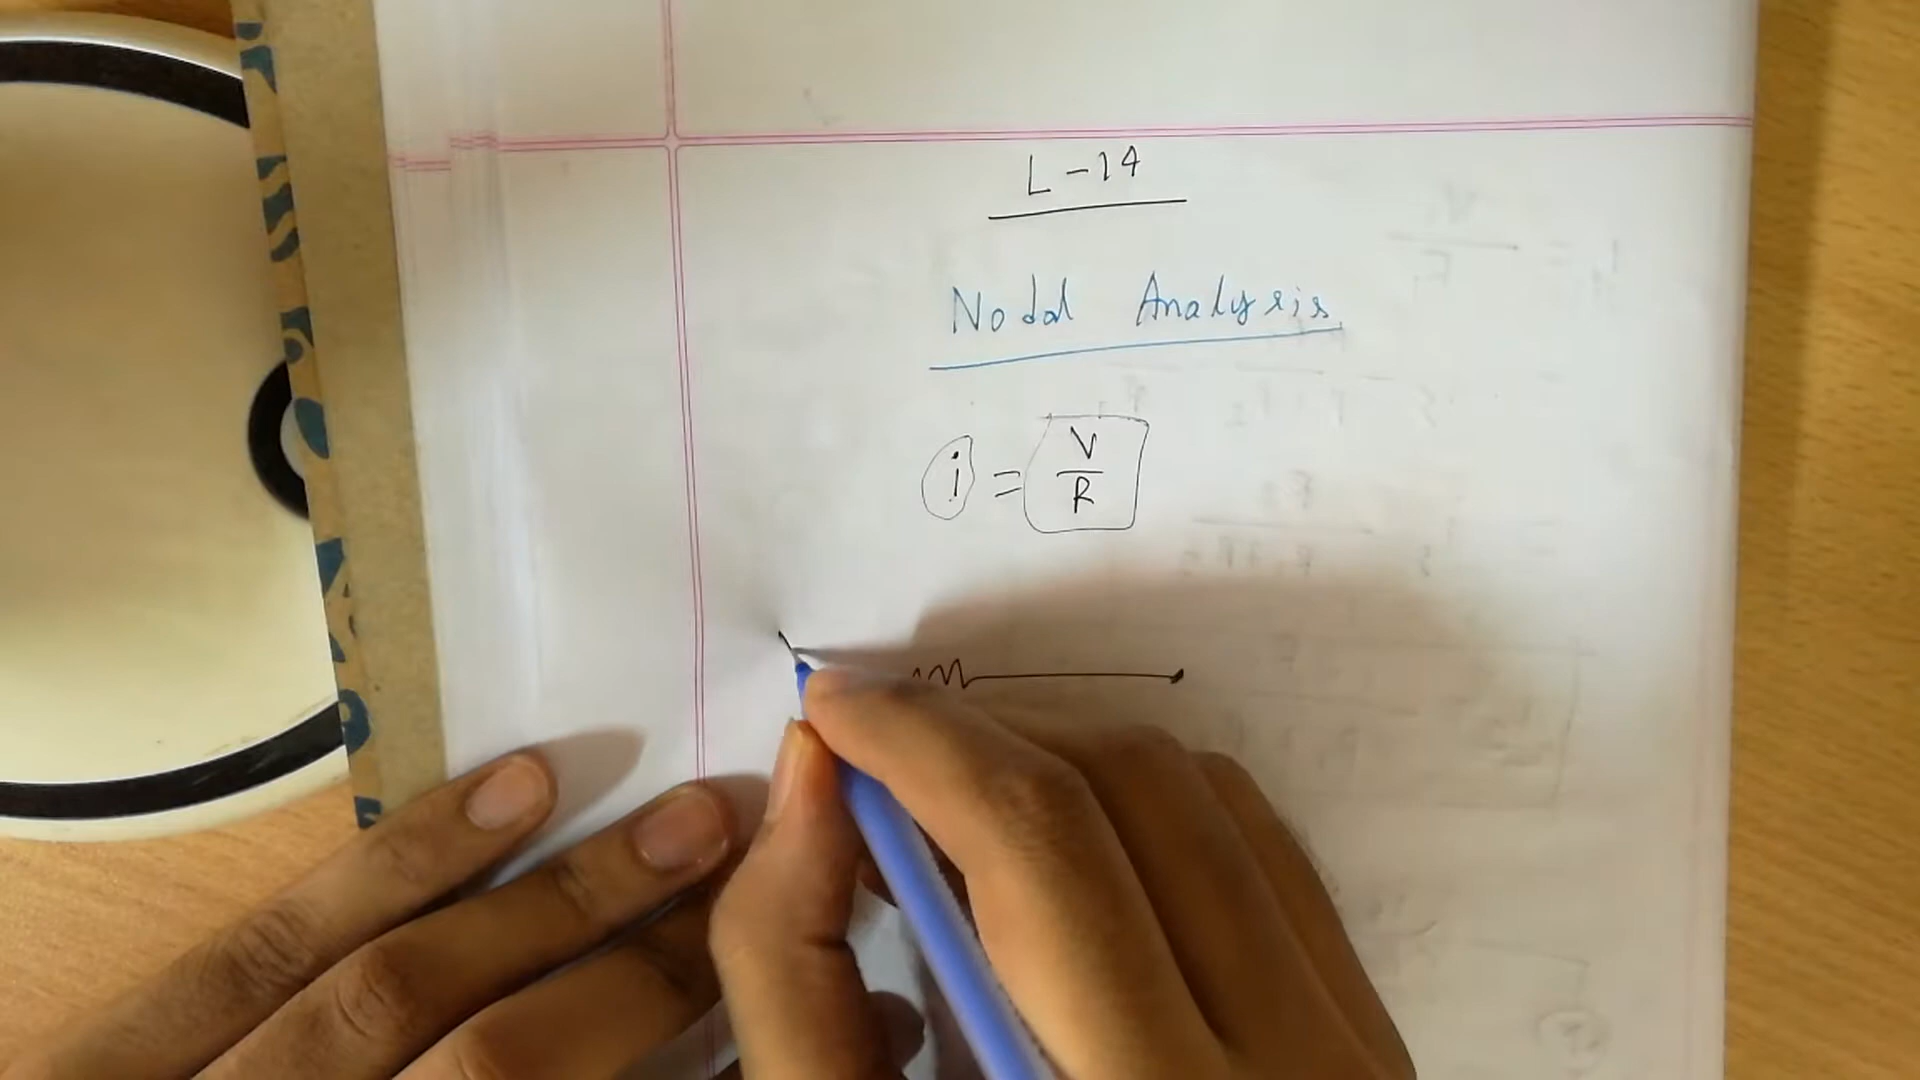 L-14
Nodal Analysis
i = V/R